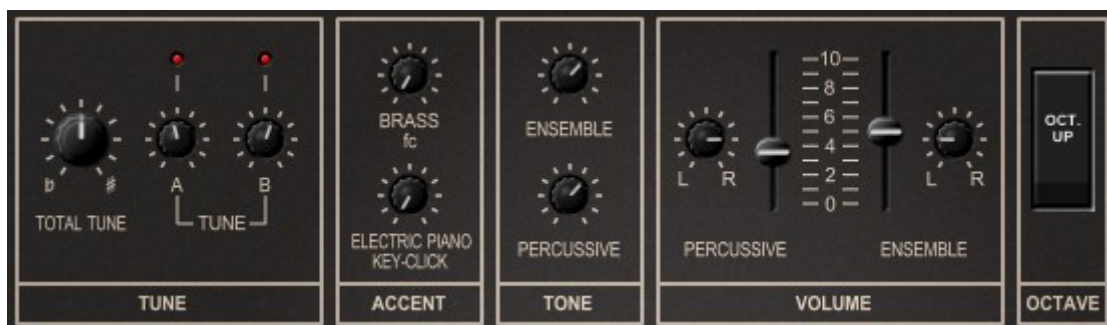 ♭ ♯
TOTAL TUNE
A B
TUNE
TUNE
BRASS
fc
ELECTRIC PIANO
KEY-CLICK
ACCENT
ENSEMBLE
PERCUSSIVE
TONE
10
8
6
4
2
0
L R
PERCUSSIVE
L R
ENSEMBLE
VOLUME
OCT.
UP
OCTAVE